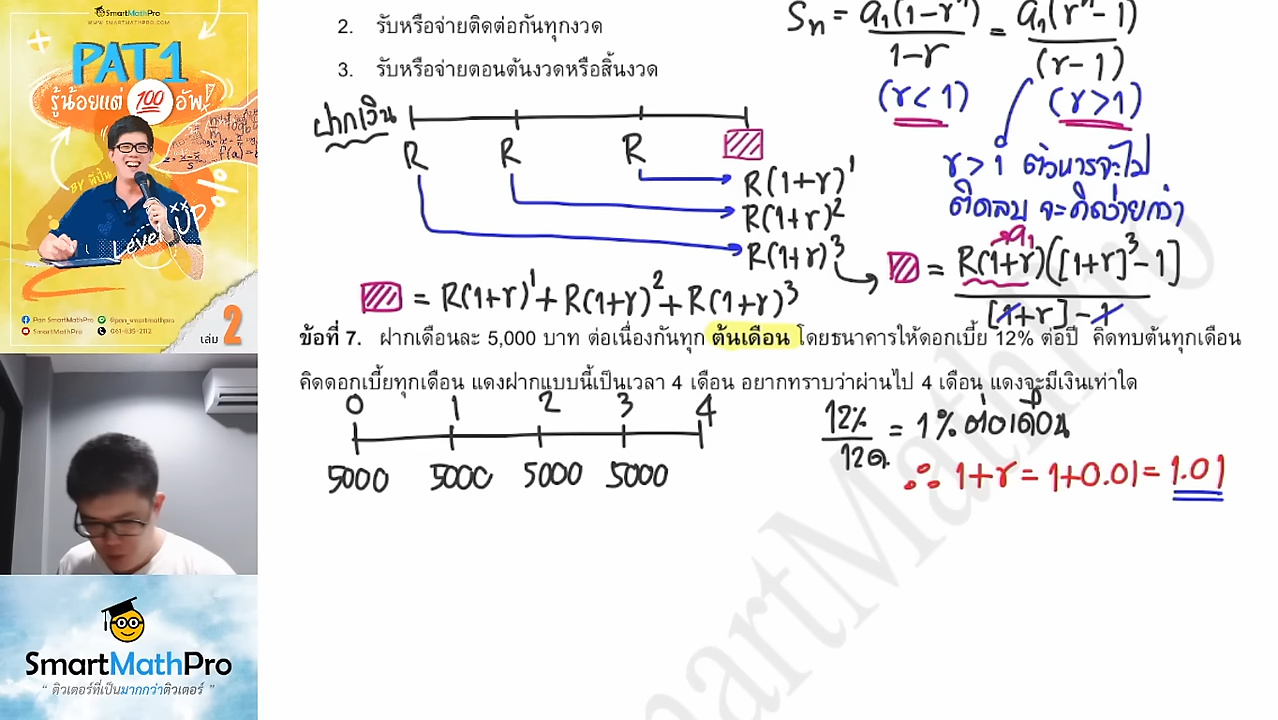 SmartMathPro
WWW.SMARTMATHPRO.COM
PAT1
รู้น้อยแต่ 100 อัพ!
BY พี่ปั้น
Level UP
Pan SmartMathPro
@pan_smartmathpro
SmartMathPro
061-835-2112
เล่ม 2
SmartMathPro
“ ติวเตอร์ที่เป็นมากกว่าติวเตอร์ ”
2. รับหรือจ่ายติดต่อกันทุกงวด
3. รับหรือจ่ายตอนต้นงวดหรือสิ้นงวด
Sn = a1(1-r^n) / 1-r = a1(r^n-1) / (r-1)
(r<1) (r>1)
r>1 ตัวหารจะไม่
ติดลบ จะคิดง่ายกว่า
ฝากเงิน
R R R
R(1+r)^1
R(1+r)^2
R(1+r)^3
a1
= R(1+r)([1+r]^3-1] / [1+r]-1
= R(1+r)^1+R(1+r)^2+R(1+r)^3
ข้อที่ 7. ฝากเดือนละ 5,000 บาท ต่อเนื่องกันทุก ต้นเดือน โดยธนาคารให้ดอกเบี้ย 12% ต่อปี คิดทบต้นทุกเดือน
คิดดอกเบี้ยทุกเดือน แดงฝากแบบนี้เป็นเวลา 4 เดือน อยากทราบว่าผ่านไป 4 เดือน แดงจะมีเงินเท่าใด
0 1 2 3 4
5000 5000 5000 5000
12% / 12ด. = 1% ต่อเดือน
∴ 1+r = 1+0.01 = 1.01